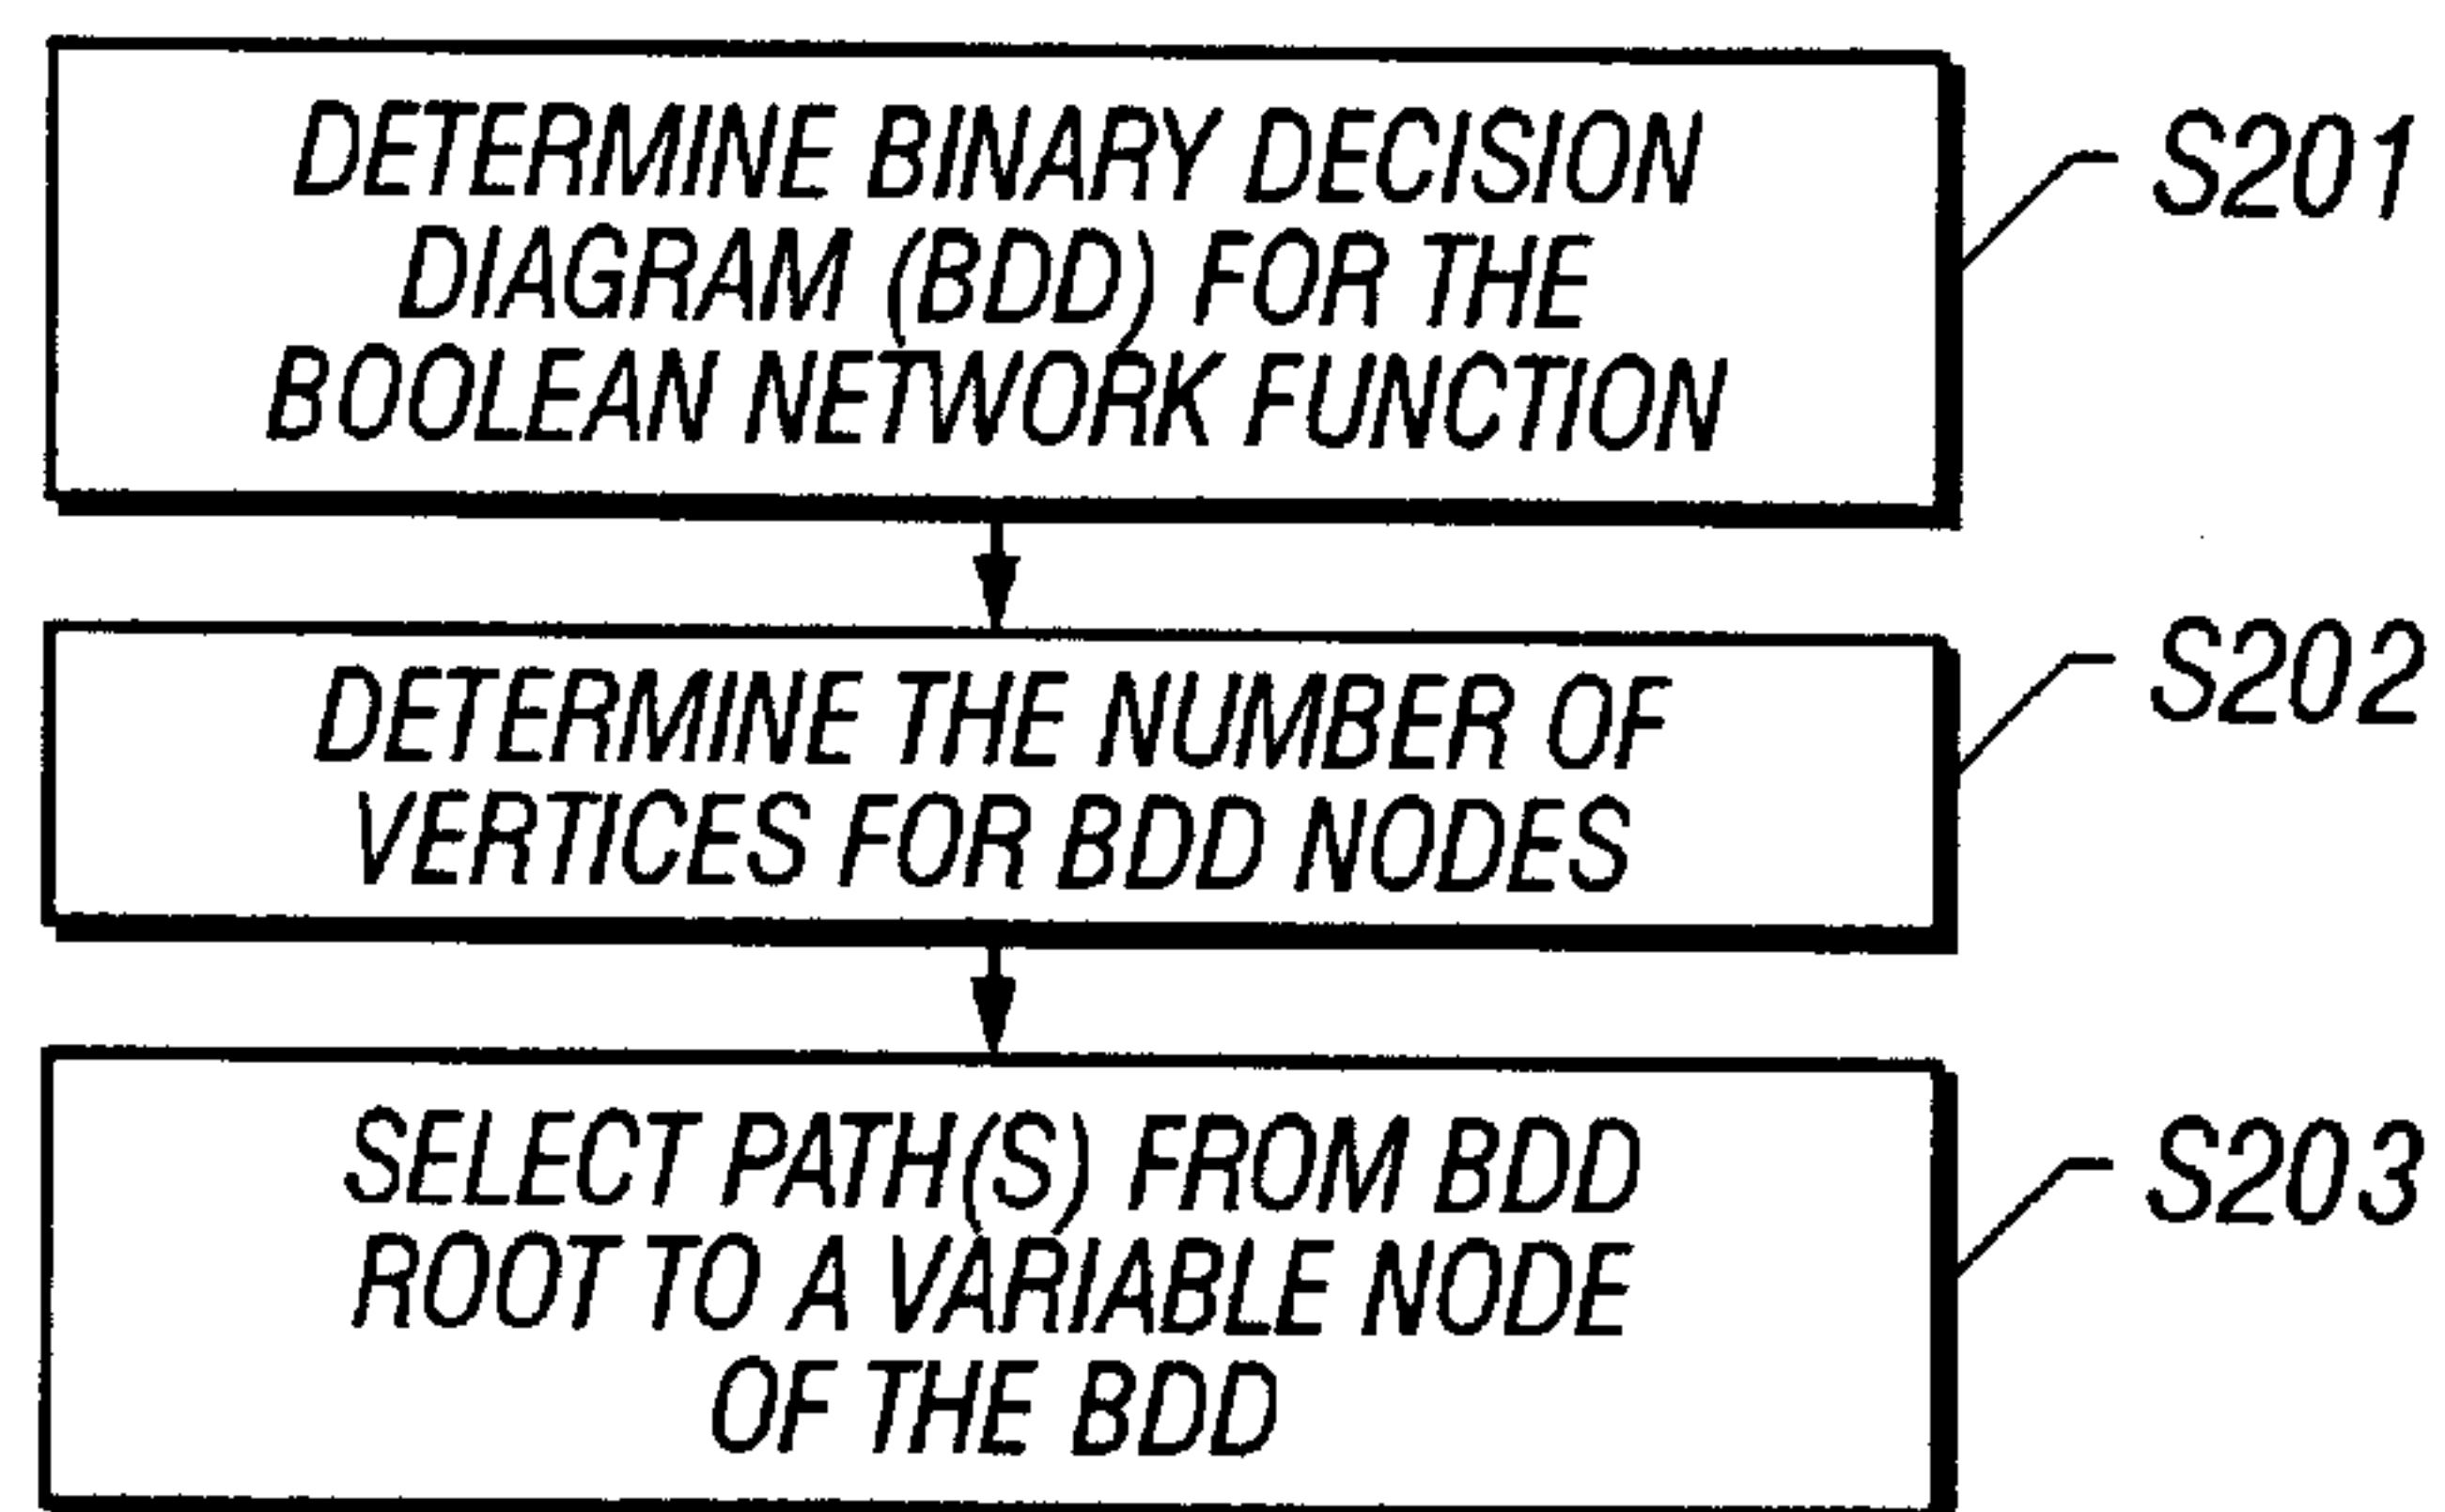 DETERMINE BINARY DECISION
DIAGRAM (BDD) FOR THE
BOOLEAN NETWORK FUNCTION
S201
DETERMINE THE NUMBER OF
VERTICES FOR BDD NODES
S202
SELECT PATH(S) FROM BDD
ROOT TO A VARIABLE NODE
OF THE BDD
S203